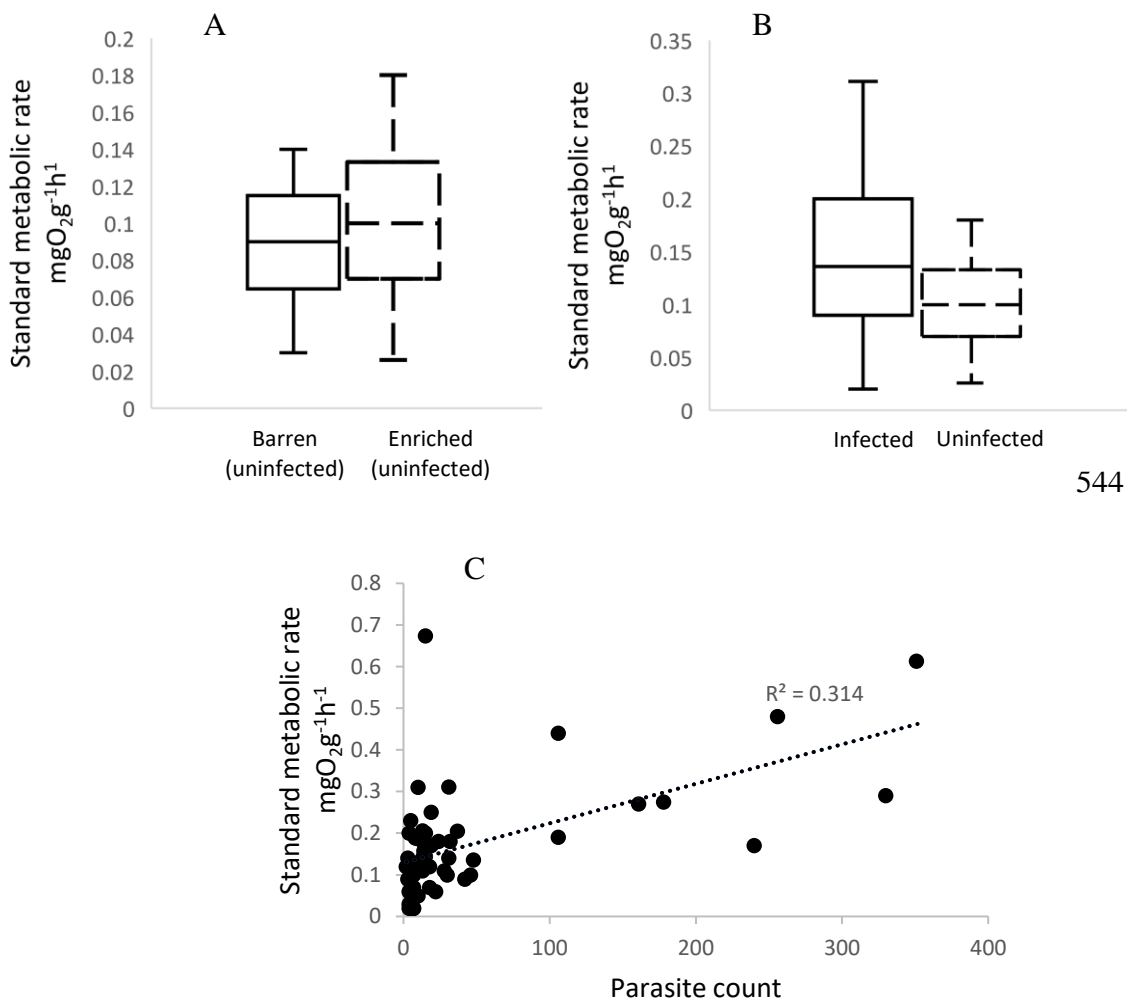 A
Standard metabolic rate
mgO2g-1h1
0.2
0.18
0.16
0.14
0.12
0.1
0.08
0.06
0.04
0.02
0
Barren
(uninfected)
Enriched
(uninfected)
B
Standard metabolic rate
mgO2g-1h1
0.35
0.3
0.25
0.2
0.15
0.1
0.05
0
Infected
Uninfected
544
C
Standard metabolic rate
mgO2g-1h-1
0.8
0.7
0.6
0.5
0.4
0.3
0.2
0.1
0
R² = 0.314
0 100 200 300 400
Parasite count